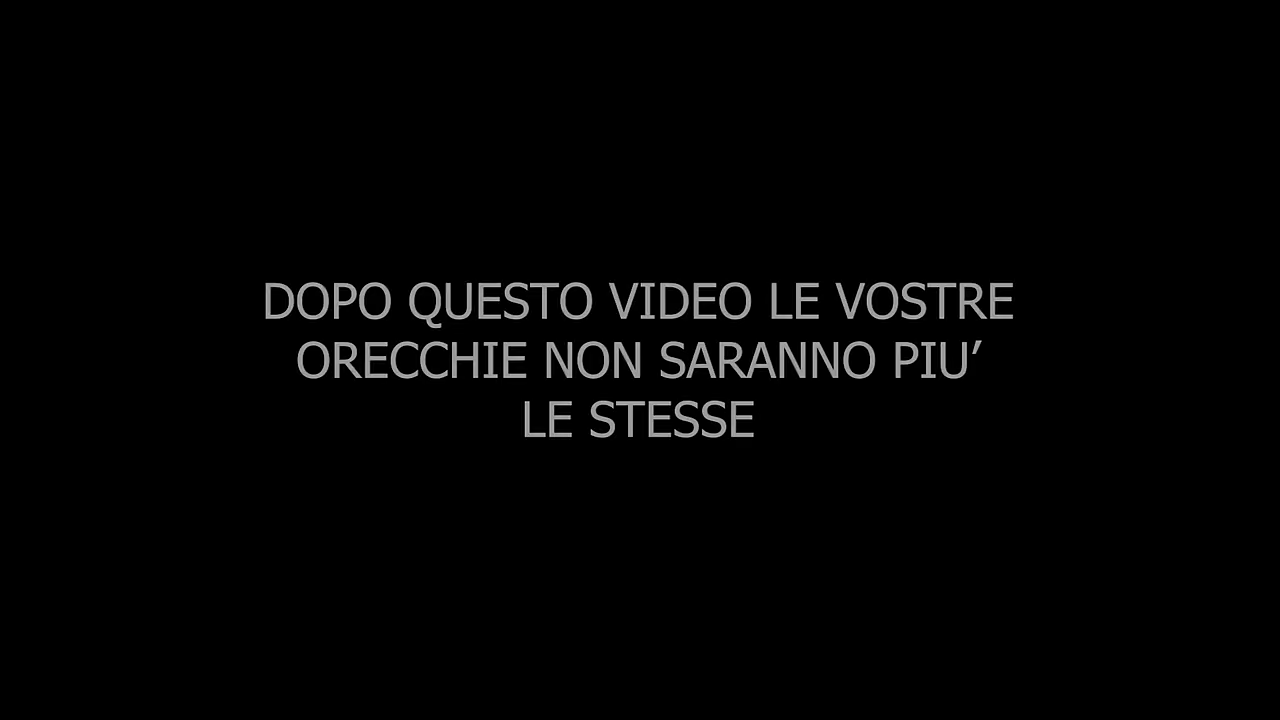 DOPO QUESTO VIDEO LE VOSTRE
ORECCHIE NON SARANNO PIU’
LE STESSE